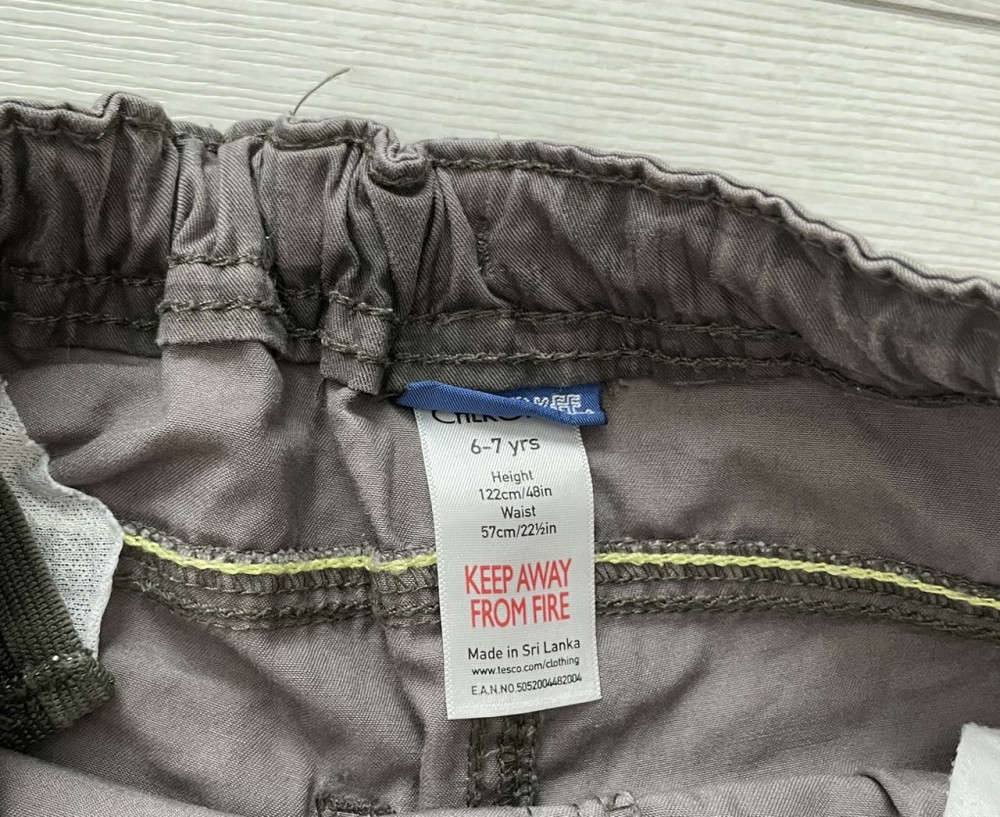 6-7 yrs
Height
122cm/48in
Waist
57cm/22½in
KEEP AWAY
FROM FIRE
Made in Sri Lanka
www.tesco.com/clothing
E.A.N.NO.5052004482004